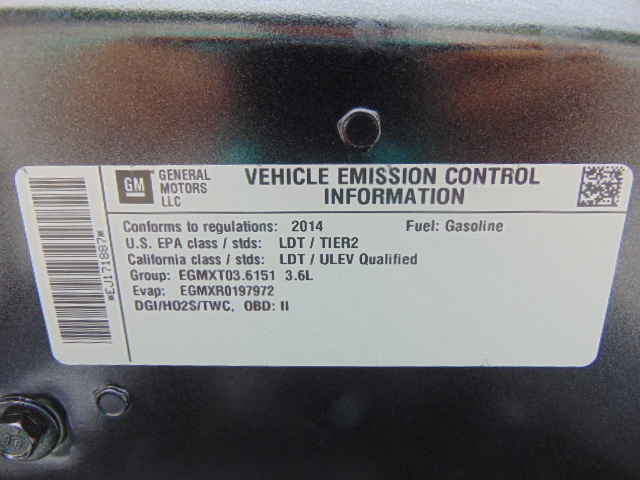 *EJ171887*
GM
GENERAL
MOTORS
LLC
VEHICLE EMISSION CONTROL
INFORMATION
Conforms to regulations: 2014 Fuel: Gasoline
U.S. EPA class / stds: LDT / TIER2
California class / stds: LDT / ULEV Qualified
Group: EGMXT03.6151 3.6L
Evap: EGMXR0197972
DGI/HO2S/TWC, OBD: II